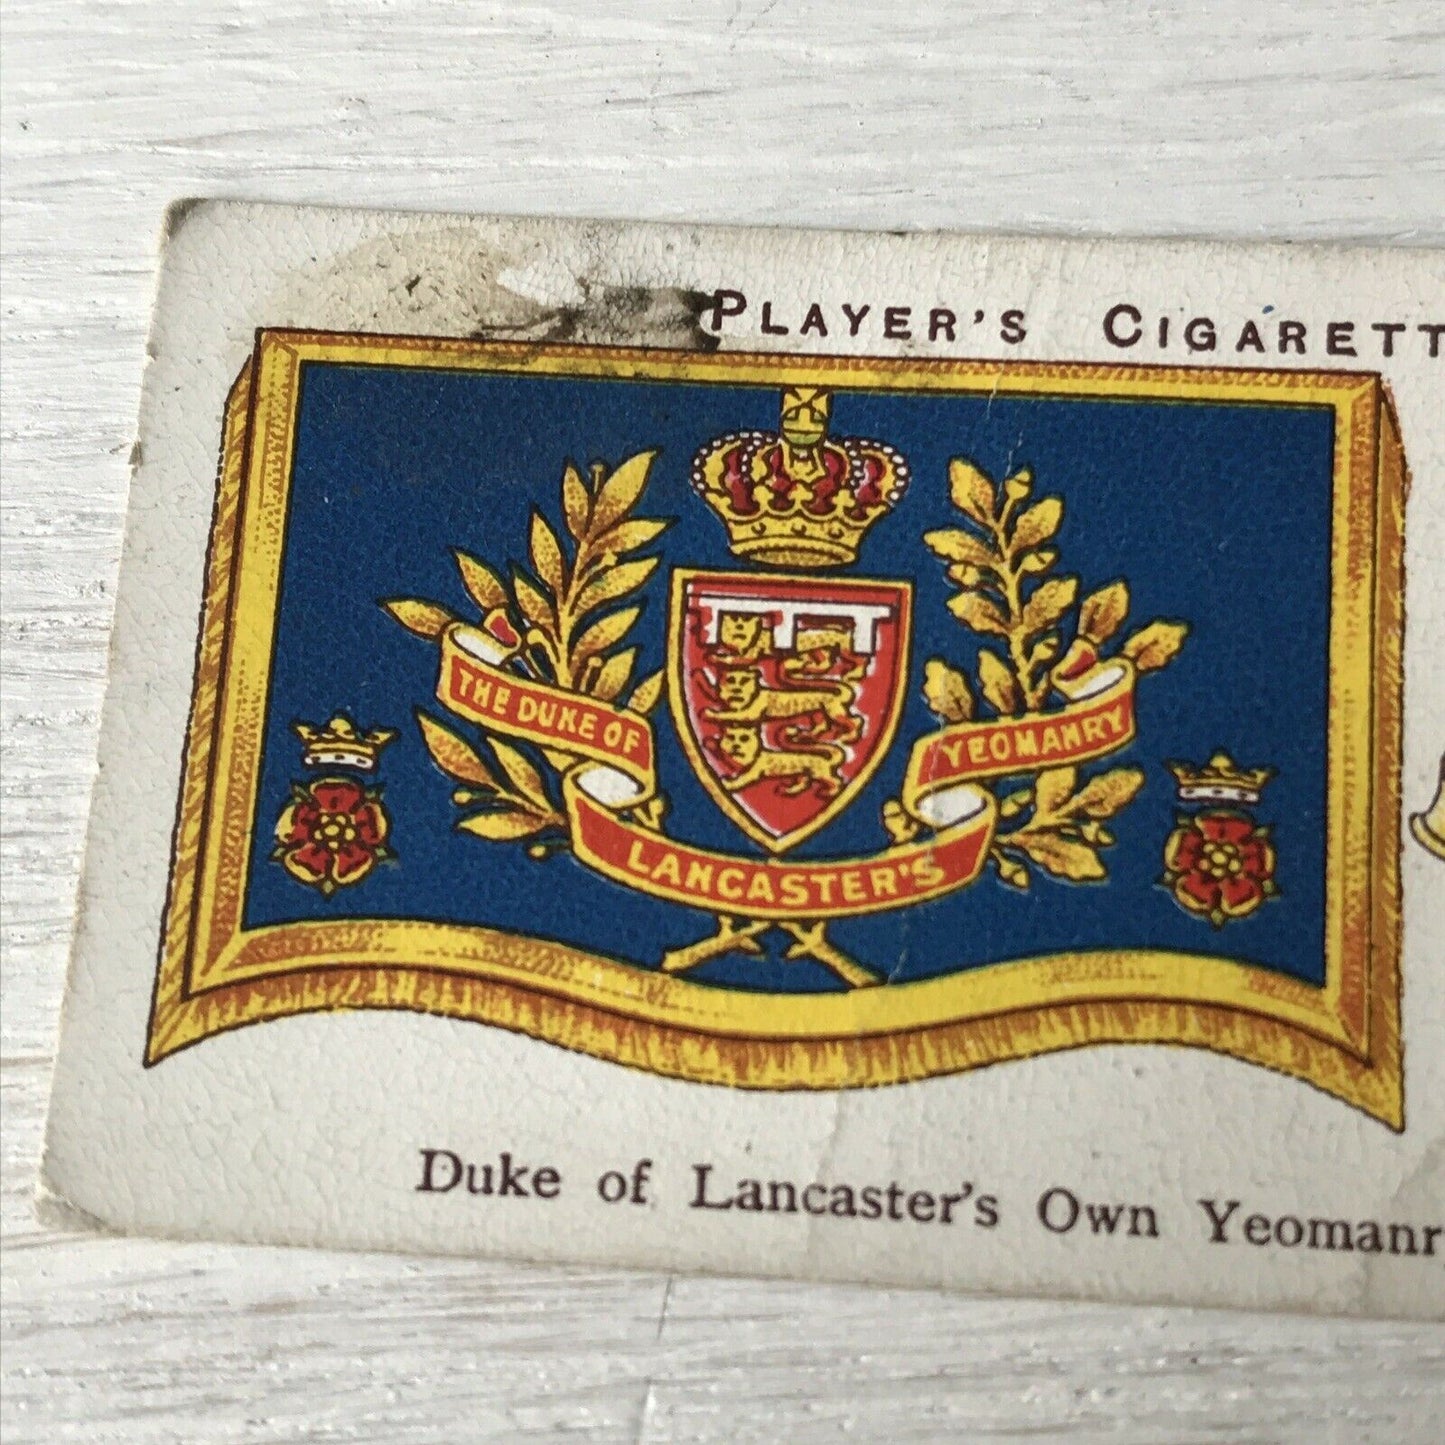 PLAYER'S CIGARETT
THE DUKE OF
LANCASTER'S
YEOMANRY
Duke of Lancaster's Own Yeomanr